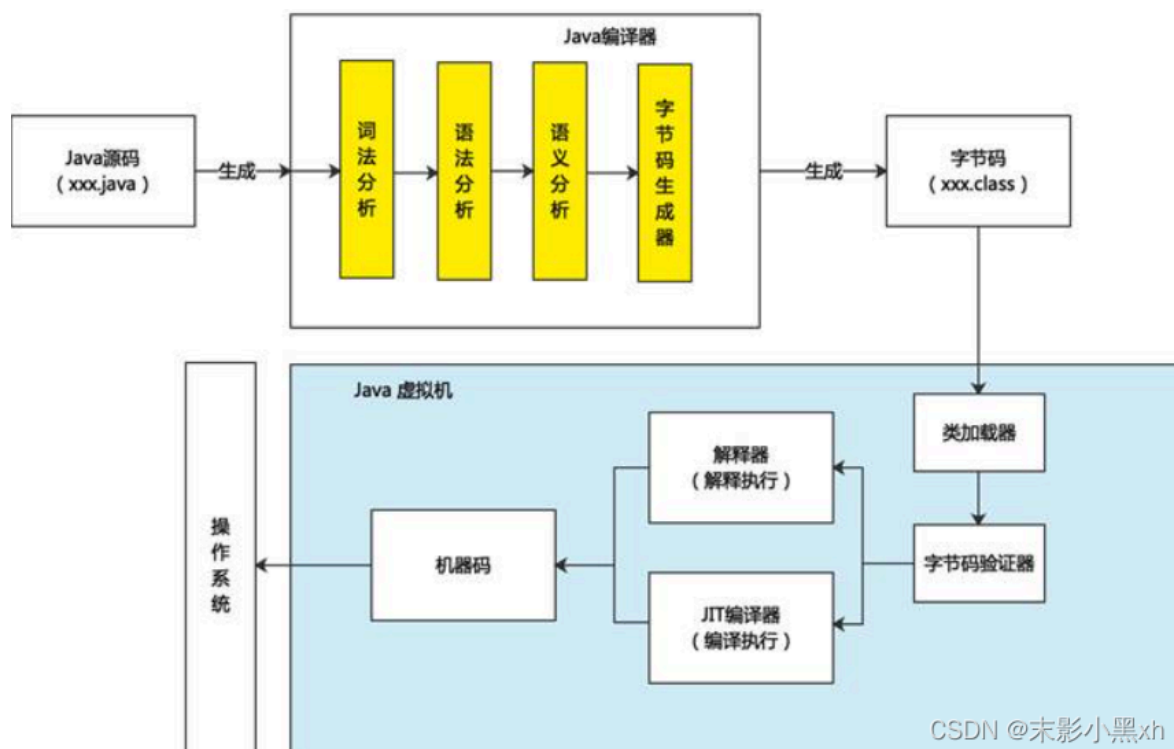 Java编译器
Java源码
（xxx.java）
生成
词法分析
语法分析
语义分析
字节码生成器
生成
字节码
（xxx.class）
Java 虚拟机
类加载器
字节码验证器
解释器
（解释执行）
JIT编译器
（编译执行）
机器码
操作系统
CSDN @末影小黑xh